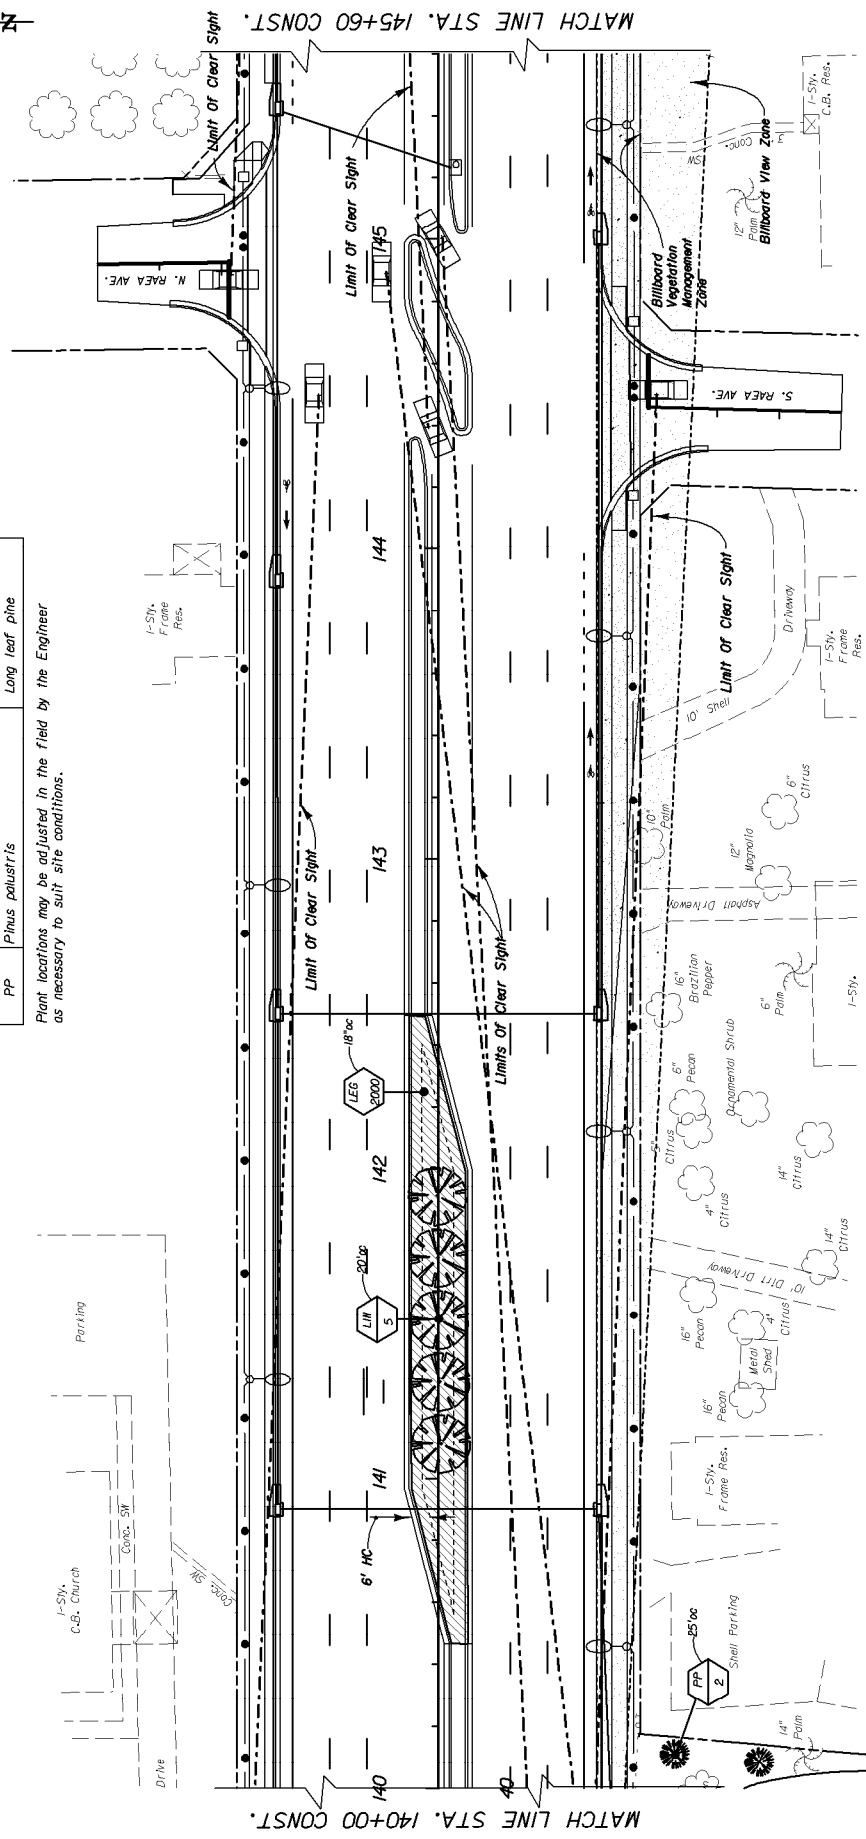 N
MATCH LINE STA. 145+60 CONST.
PP
Pinus palustris
Long leaf pine
Plant locations may be adjusted in the field by the Engineer
as necessary to suit site conditions.
Limit Of Clear Sight
N. RAEA AVE.
Limit Of Clear Sight
145
1-Sty.
C.B. Res.
3' Conc.
SW
12"
Palm
Billboard View Zone
Billboard
Vegetation
Management
Zone
S. RAEA AVE.
144
1-Sty.
Frame
Res.
Limit Of Clear Sight
Driveway
1-Sty.
Frame
Res.
10' Shell
143
Limit Of Clear Sight
Limits Of Clear Sight
10"
Palm
6"
Citrus
12"
Magnolia
Asphalt Driveway
16"
Brazilian
Pepper
6"
Palm
1-Sty.
LEG
2000
18"oc
142
6"
Pecan
Ornamental Shrub
Citrus
4"
Citrus
14"
Citrus
14"
Citrus
10' Dirt Driveway
LIN
5
20'oc
Parking
16"
Pecan
4"
Citrus
Metal
Shed
16"
Pecan
141
6' HC
1-Sty.
Frame Res.
1-Sty.
C.B. Church
Conc. SW
Conc.
SW
Drive
PP
2
25'oc
Shell Parking
14"
Palm
140
40
MATCH LINE STA. 140+00 CONST.